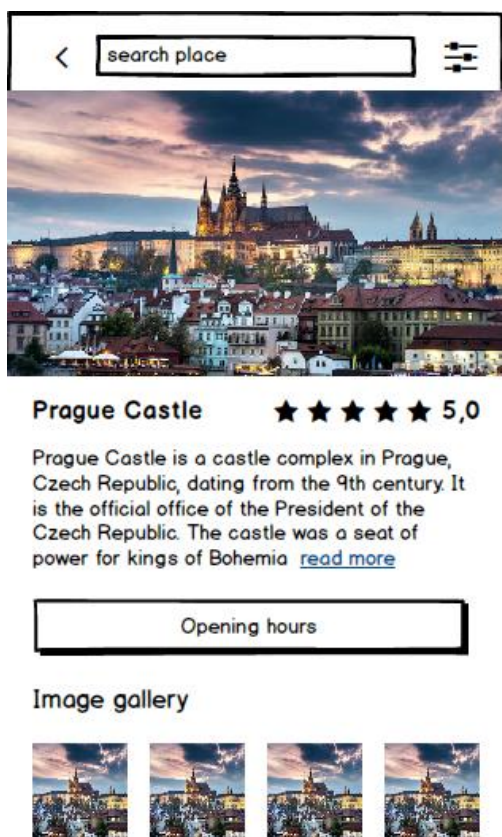 search place
Prague Castle 5,0
Prague Castle is a castle complex in Prague,
Czech Republic, dating from the 9th century. It
is the official office of the President of the
Czech Republic. The castle was a seat of
power for kings of Bohemia read more
Opening hours
Image gallery